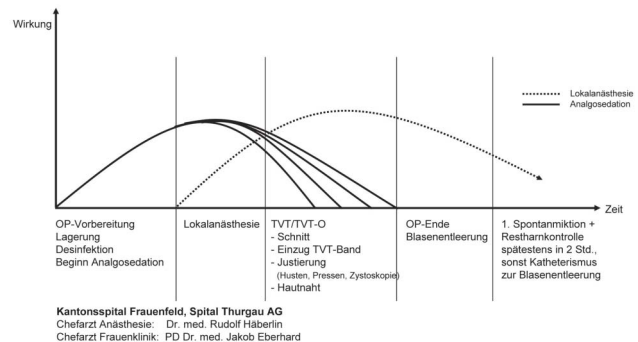 Wirkung
Lokalanästhesie
Analgosedation
Zeit
OP-Vorbereitung
Lagerung
Desinfektion
Beginn Analgosedation
Lokalanästhesie
TVT/TVT-O
- Schnitt
- Einzug TVT-Band
- Justierung
(Husten, Pressen, Zystoskopie)
- Hautnaht
OP-Ende
Blasenentleerung
1. Spontanmiktion +
Restharnkontrolle
spätestens in 2 Std.,
sonst Katheterismus
zur Blasenentleerung
Kantonsspital Frauenfeld, Spital Thurgau AG
Chefarzt Anästhesie: Dr. med. Rudolf Häberlin
Chefarzt Frauenklinik: PD Dr. med. Jakob Eberhard